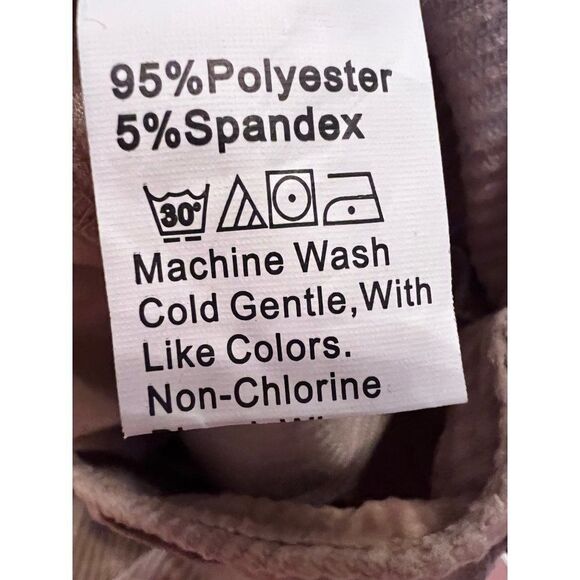 95%Polyester
5%Spandex
30°
Machine Wash
Cold Gentle,With
Like Colors.
Non-Chlorine